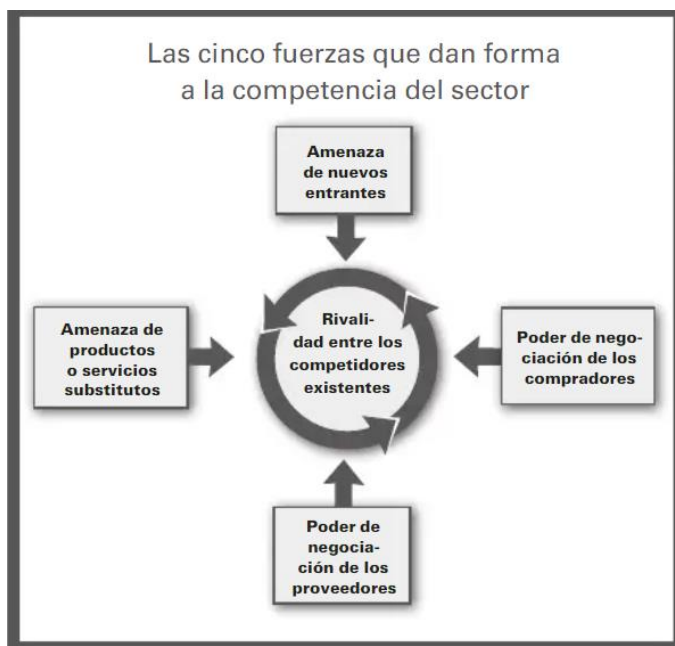 Las cinco fuerzas que dan forma
a la competencia del sector
Amenaza
de nuevos
entrantes
Amenaza de
productos
o servicios
substitutos
Rivali-
dad entre los
competidores
existentes
Poder de nego-
ciación de los
compradores
Poder de
negocia-
ción de los
proveedores